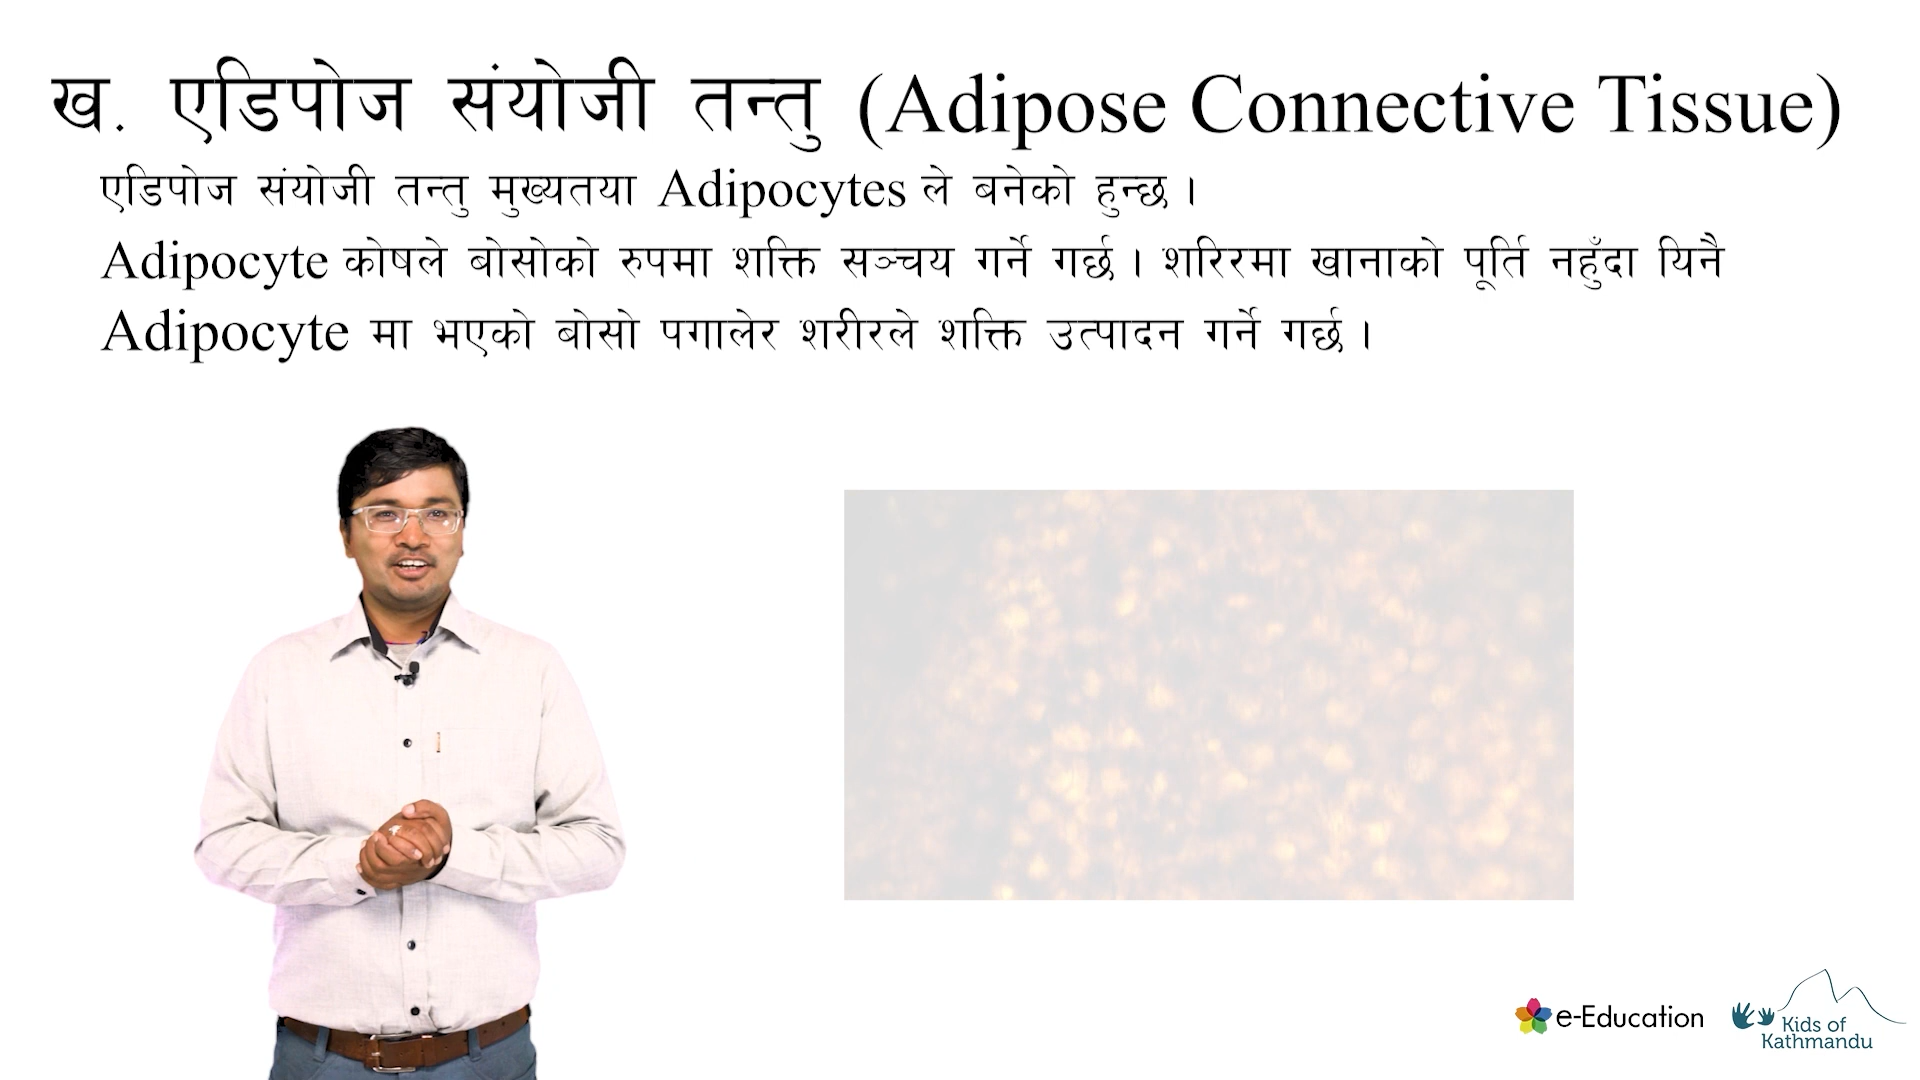 ख. एडिपोज संयोजी तन्तु (Adipose Connective Tissue)
एडिपोज संयोजी तन्तु मुख्यतया Adipocytes ले बनेको हुन्छ ।
Adipocyte कोषले बोसोको रुपमा शक्ति सञ्चय गर्ने गर्छ । शरिरमा खानाको पूर्ति नहुँदा यिनै
Adipocyte मा भएको बोसो पगालेर शरीरले शक्ति उत्पादन गर्ने गर्छ ।
e-Education
Kids of
Kathmandu